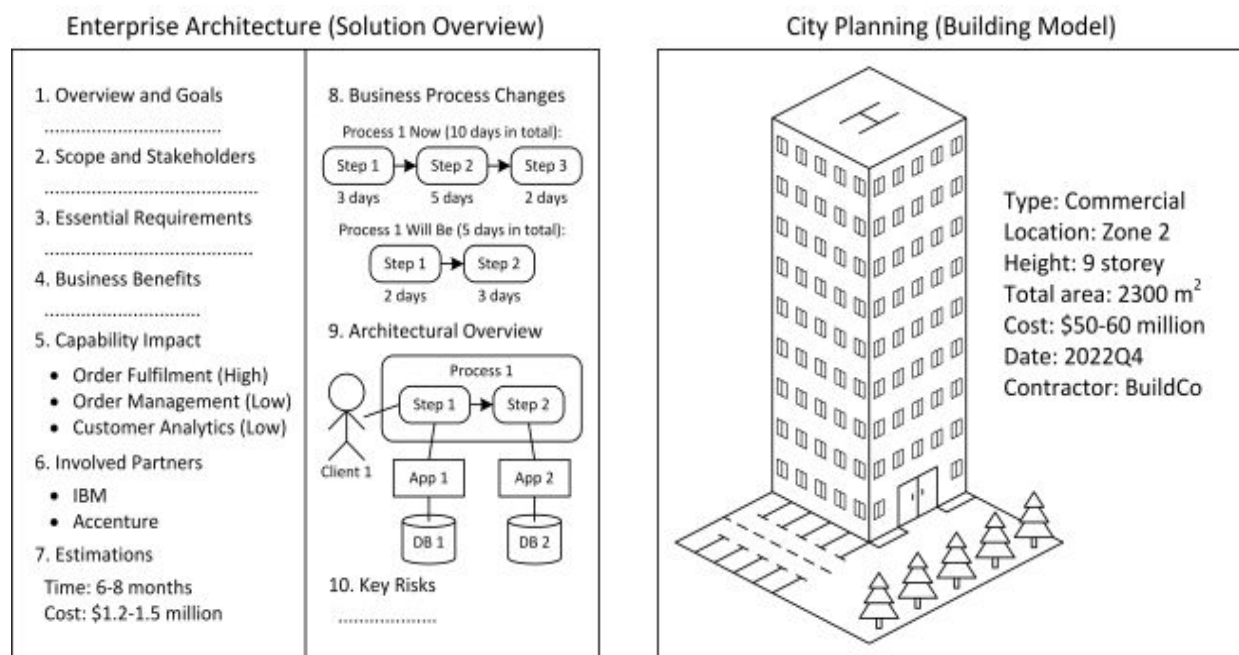 Enterprise Architecture (Solution Overview)
1. Overview and Goals
....................................
2. Scope and Stakeholders
............................................
3. Essential Requirements
...........................................
4. Business Benefits
................................
5. Capability Impact
• Order Fulfilment (High)
• Order Management (Low)
• Customer Analytics (Low)
6. Involved Partners
• IBM
• Accenture
7. Estimations
Time: 6-8 months
Cost: $1.2-1.5 million
8. Business Process Changes
Process 1 Now (10 days in total):
Step 1 Step 2 Step 3
3 days 5 days 2 days
Process 1 Will Be (5 days in total):
Step 1 Step 2
2 days 3 days
9. Architectural Overview
Process 1
Step 1 Step 2
Client 1
App 1 App 2
DB 1 DB 2
10. Key Risks
....................
City Planning (Building Model)
H
Type: Commercial
Location: Zone 2
Height: 9 storey
Total area: 2300 m²
Cost: $50-60 million
Date: 2022Q4
Contractor: BuildCo